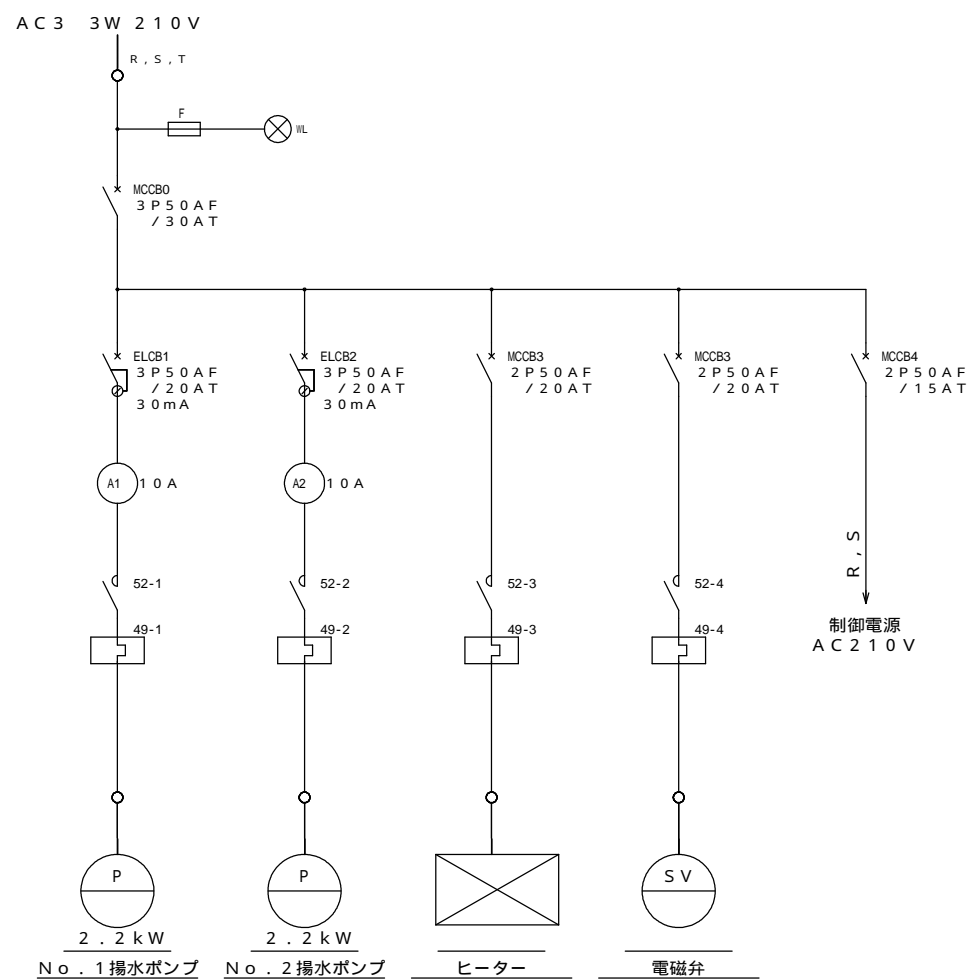 AC3 3W 210V
R,S,T
F
WL
MCCB0
3P50AF
/30AT
ELCB1
3P50AF
/20AT
30mA
ELCB2
3P50AF
/20AT
30mA
MCCB3
2P50AF
/20AT
MCCB3
2P50AF
/20AT
MCCB4
2P50AF
/15AT
A1
10A
A2
10A
R,S
52-1
52-2
52-3
52-4
49-1
49-2
49-3
49-4
制御電源
AC210V
P
P
SV
2.2kW
2.2kW
No.1揚水ポンプ
No.2揚水ポンプ
ヒーター
電磁弁